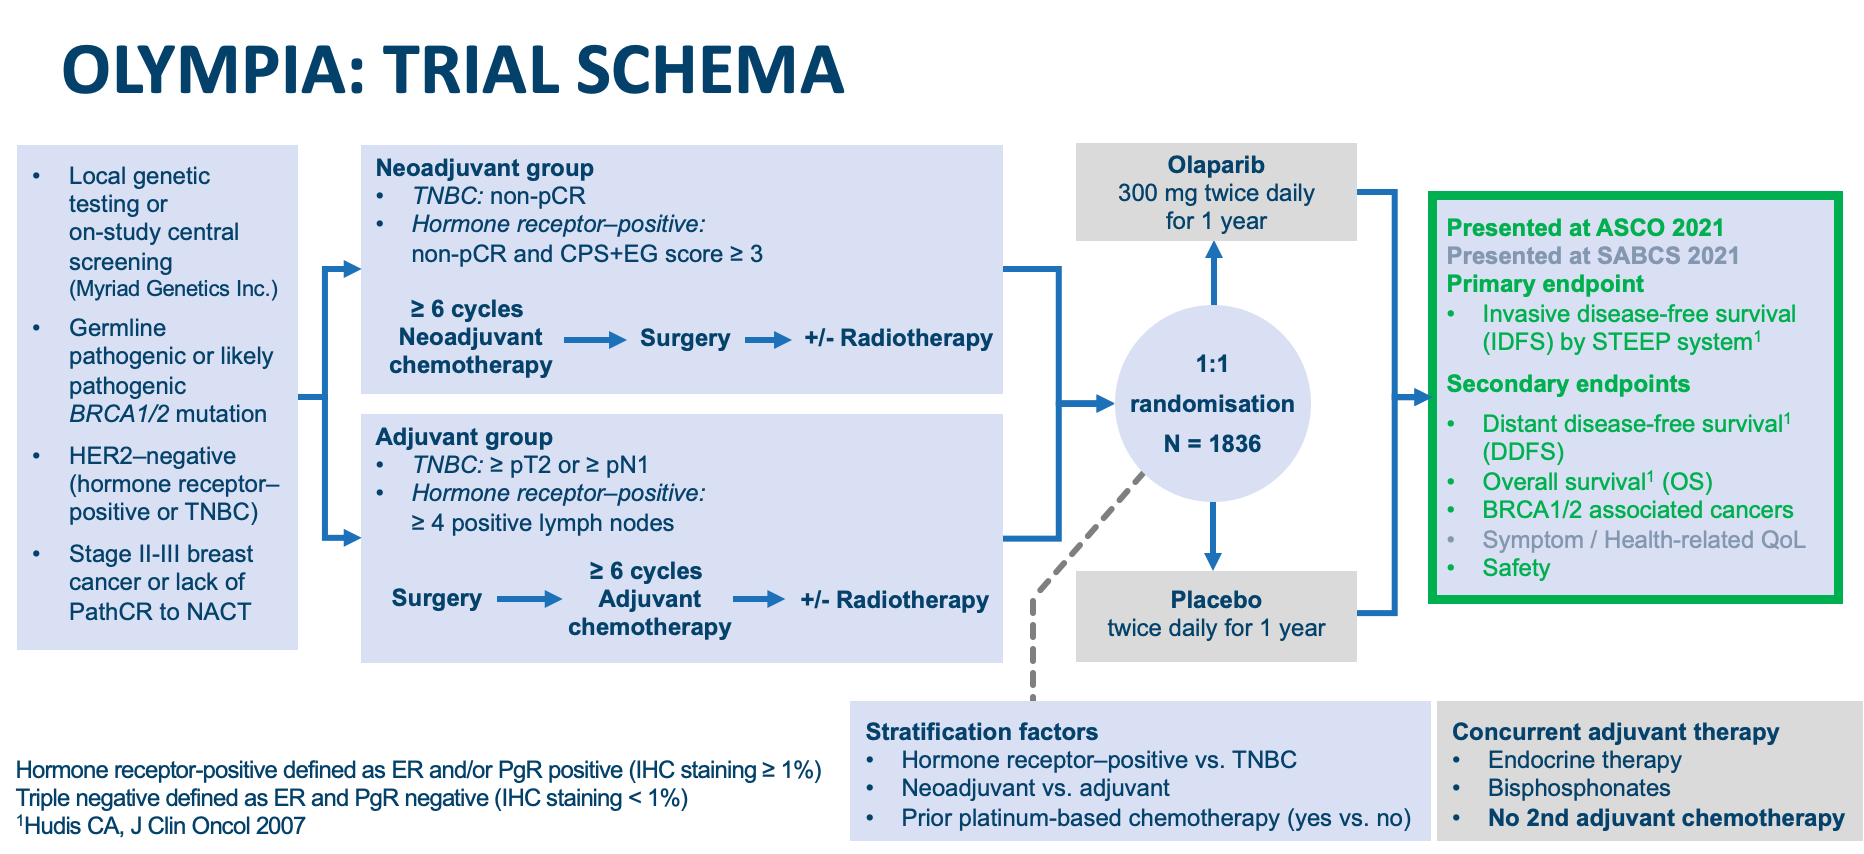 OLYMPIA: TRIAL SCHEMA
• Local genetic
testing or
on-study central
screening
(Myriad Genetics Inc.)
• Germline
pathogenic or likely
pathogenic
BRCA1/2 mutation
• HER2–negative
(hormone receptor–
positive or TNBC)
• Stage II-III breast
cancer or lack of
PathCR to NACT
Neoadjuvant group
• TNBC: non-pCR
• Hormone receptor–positive:
non-pCR and CPS+EG score ≥ 3
≥ 6 cycles
Neoadjuvant
chemotherapy
Surgery
+/- Radiotherapy
Adjuvant group
• TNBC: ≥ pT2 or ≥ pN1
• Hormone receptor–positive:
≥ 4 positive lymph nodes
Surgery
≥ 6 cycles
Adjuvant
chemotherapy
+/- Radiotherapy
1:1
randomisation
N = 1836
Olaparib
300 mg twice daily
for 1 year
Placebo
twice daily for 1 year
Presented at ASCO 2021
Presented at SABCS 2021
Primary endpoint
• Invasive disease-free survival
(IDFS) by STEEP system¹
Secondary endpoints
• Distant disease-free survival¹
(DDFS)
• Overall survival¹ (OS)
• BRCA1/2 associated cancers
• Symptom / Health-related QoL
• Safety
Stratification factors
• Hormone receptor–positive vs. TNBC
• Neoadjuvant vs. adjuvant
• Prior platinum-based chemotherapy (yes vs. no)
Concurrent adjuvant therapy
• Endocrine therapy
• Bisphosphonates
• No 2nd adjuvant chemotherapy
Hormone receptor-positive defined as ER and/or PgR positive (IHC staining ≥ 1%)
Triple negative defined as ER and PgR negative (IHC staining < 1%)
¹Hudis CA, J Clin Oncol 2007